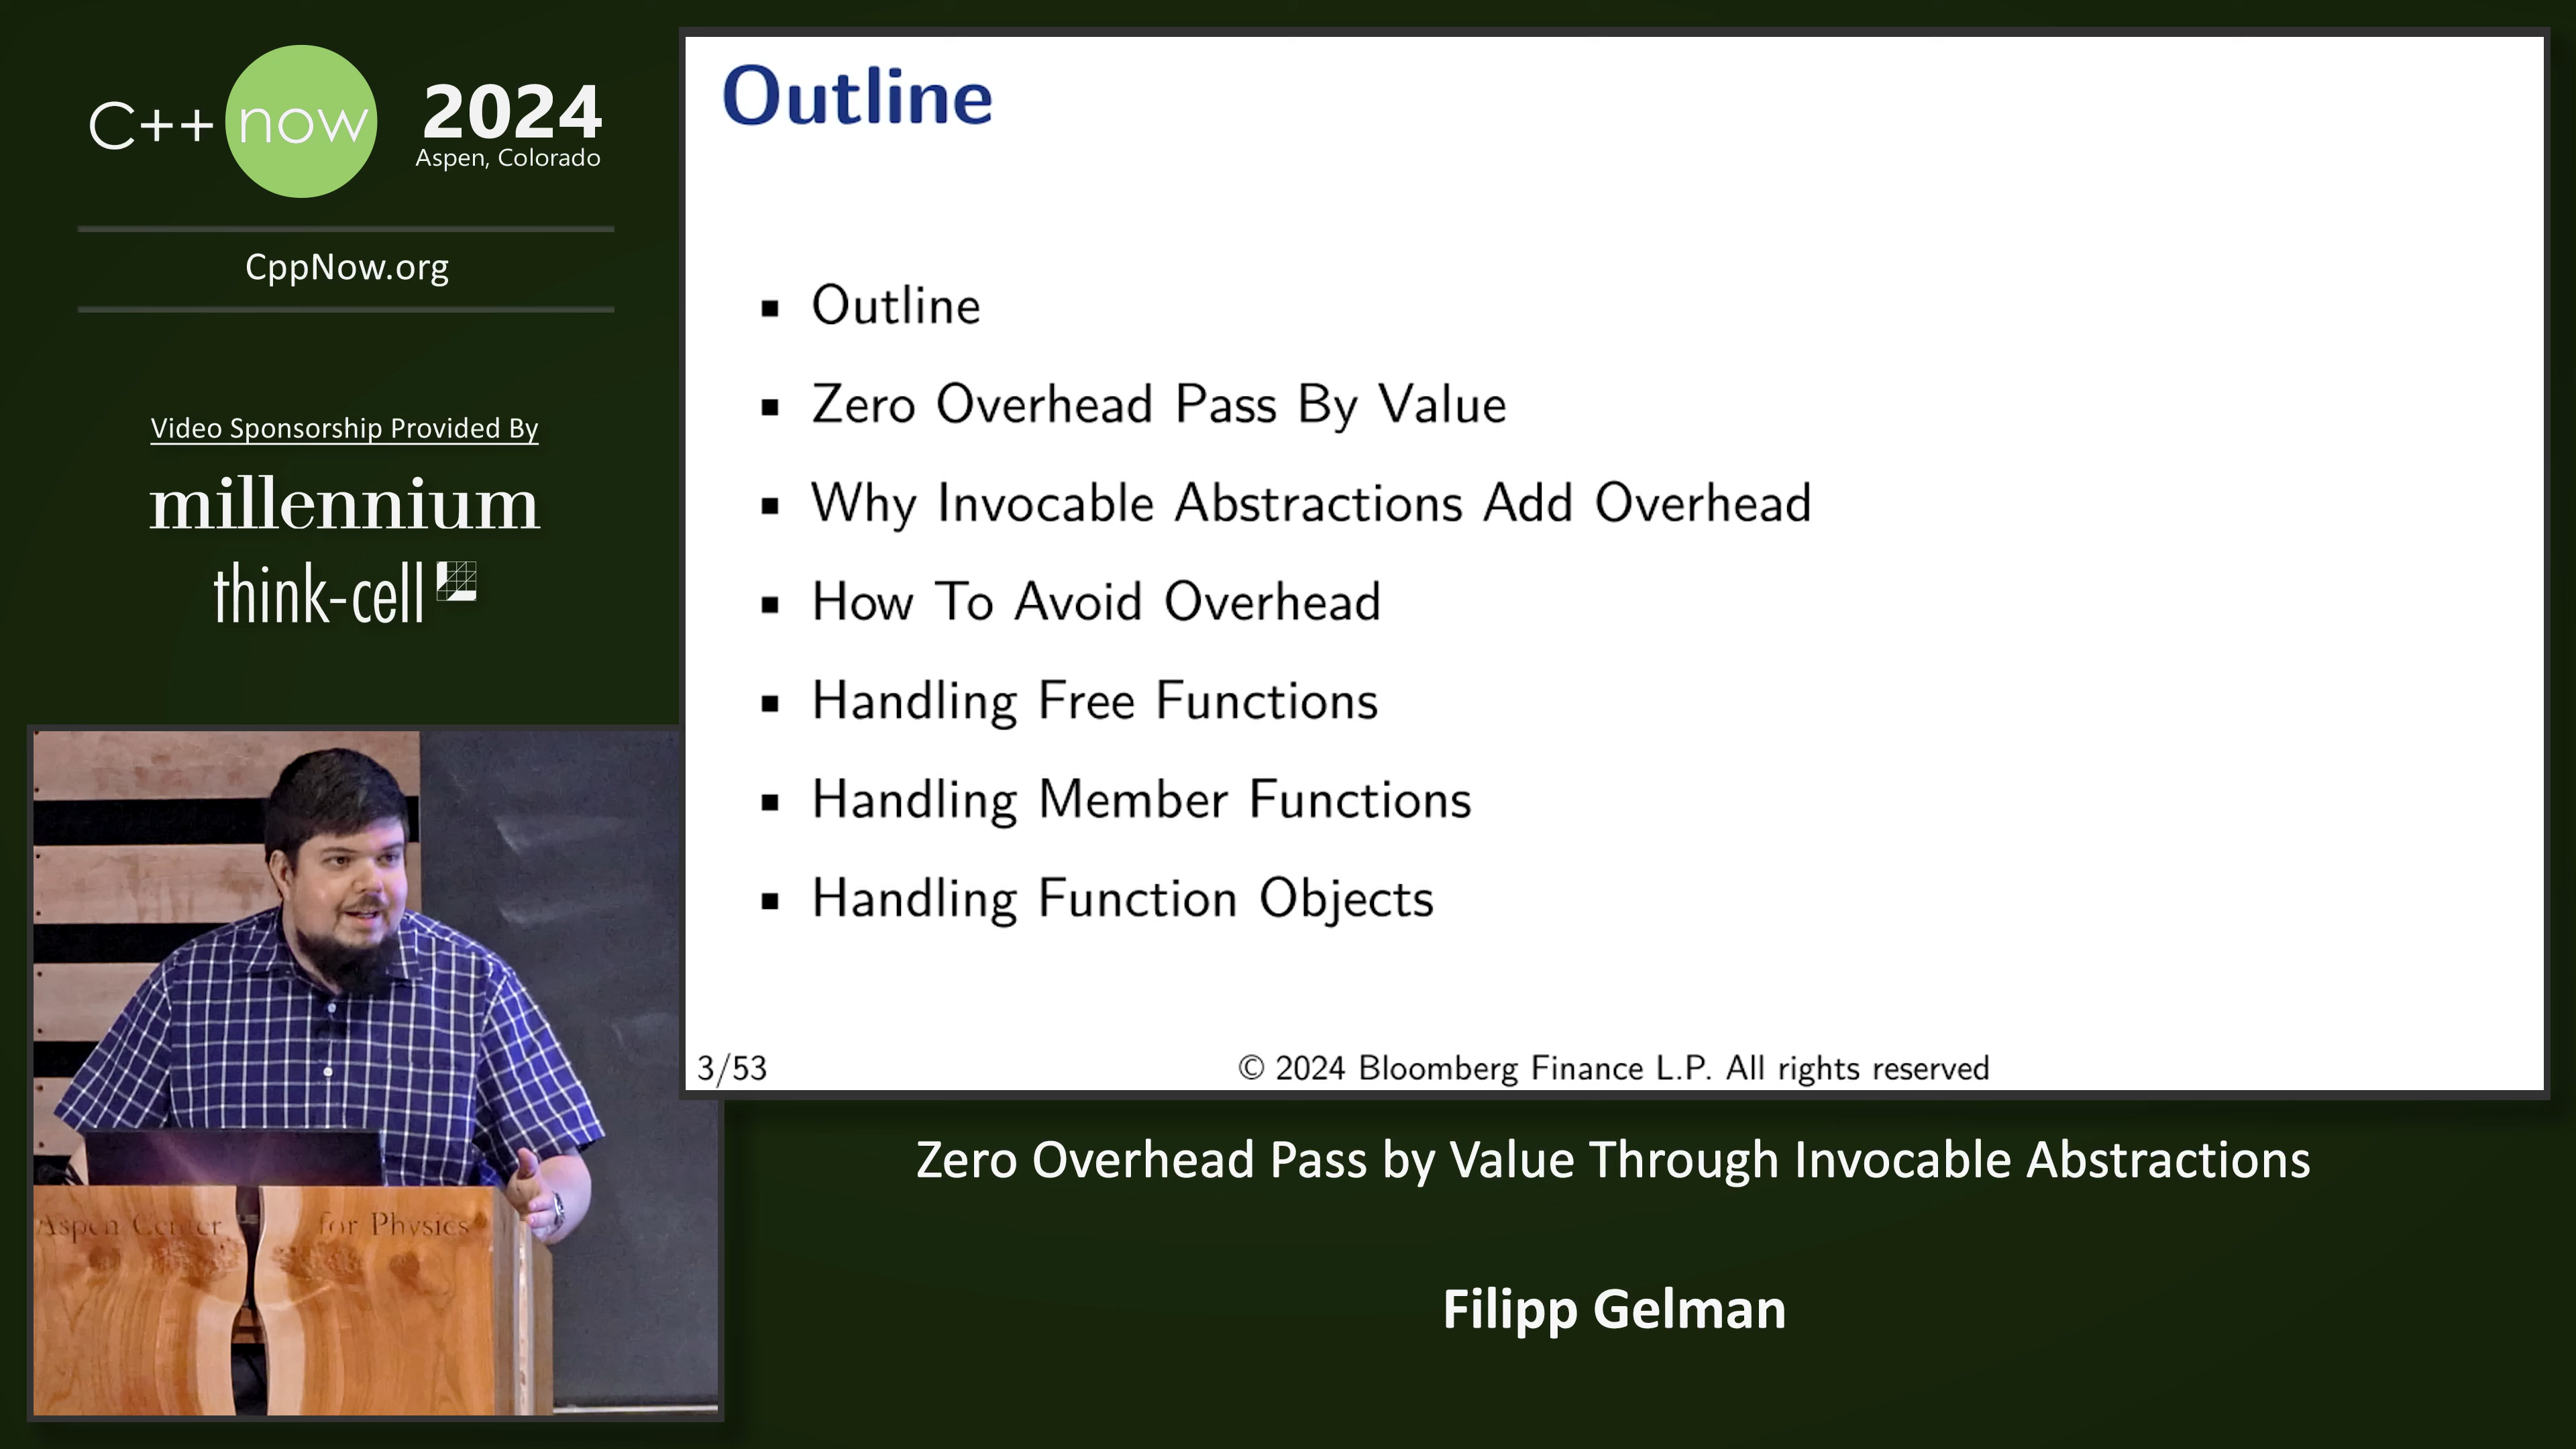 C++ now 2024
Aspen, Colorado
CppNow.org
Video Sponsorship Provided By
millennium
think-cell
Outline
Outline
Zero Overhead Pass By Value
Why Invocable Abstractions Add Overhead
How To Avoid Overhead
Handling Free Functions
Handling Member Functions
Handling Function Objects
3/53 © 2024 Bloomberg Finance L.P. All rights reserved
Aspen Center for Physics
Zero Overhead Pass by Value Through Invocable Abstractions
Filipp Gelman